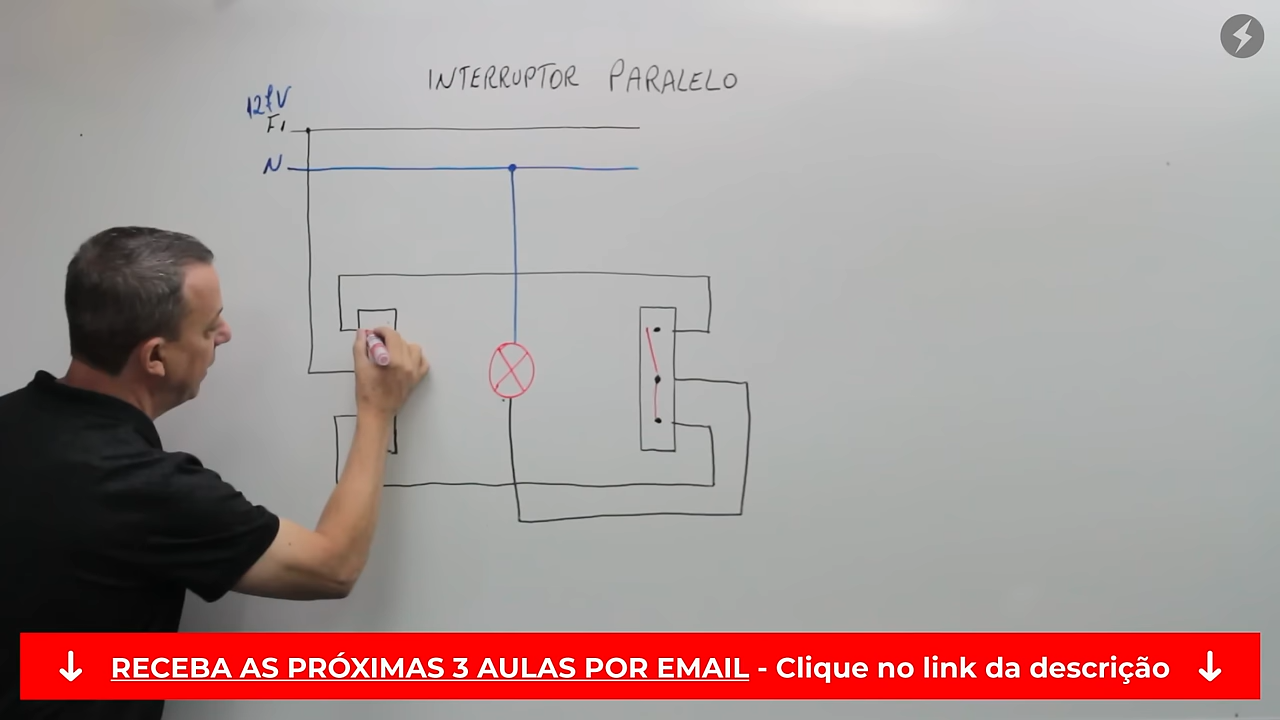 INTERRUPTOR PARALELO
127V
F1
N
RECEBA AS PRÓXIMAS 3 AULAS POR EMAIL - Clique no link da descrição